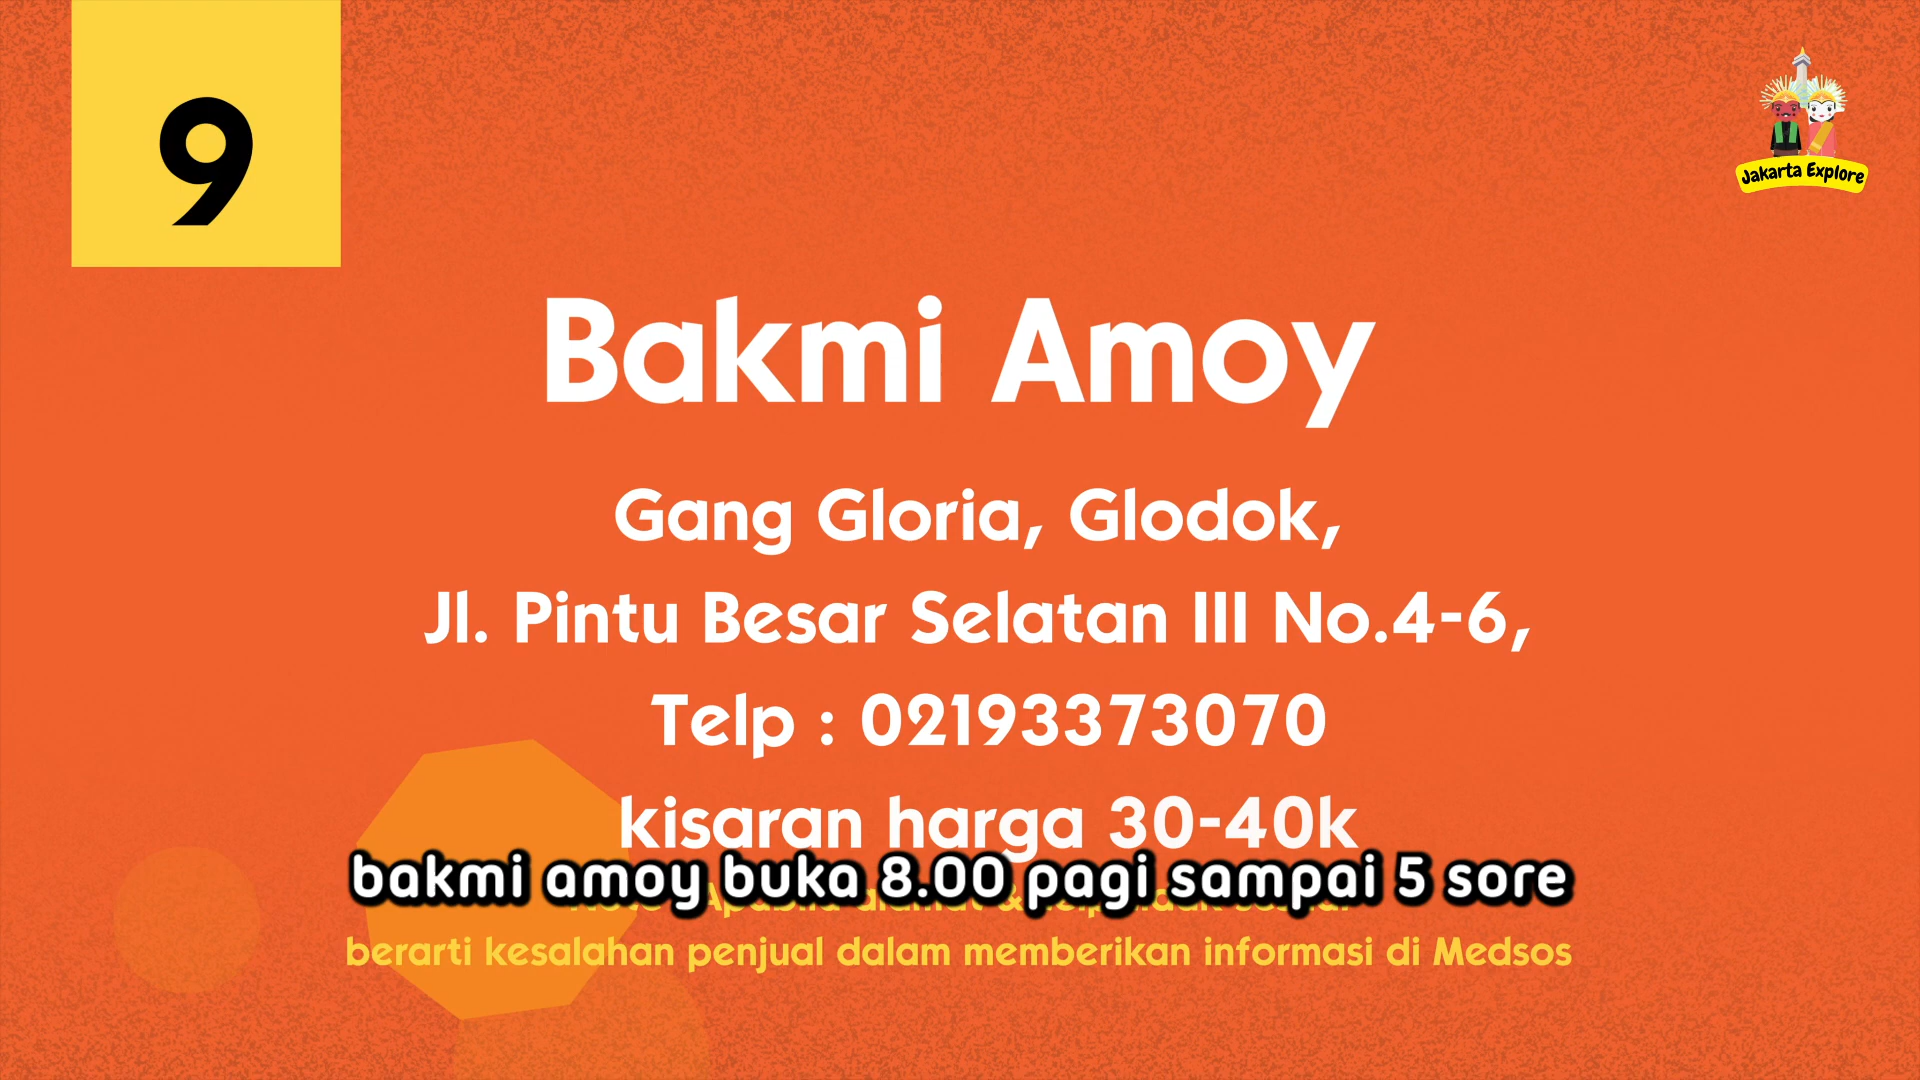 9
Jakarta Explore
Bakmi Amoy
Gang Gloria, Glodok,
Jl. Pintu Besar Selatan III No.4-6,
Telp : 02193373070
kisaran harga 30-40k
bakmi amoy buka 8.00 pagi sampai 5 sore
berarti kesalahan penjual dalam memberikan informasi di Medsos